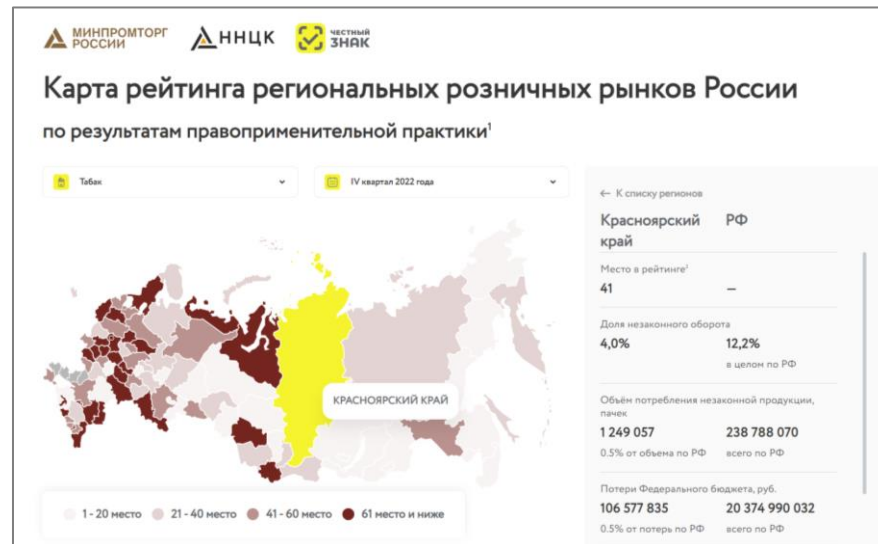 МИНПРОМТОРГ
РОССИИ
ННЦК
ЧЕСТНЫЙ
ЗНАК
Карта рейтинга региональных розничных рынков России
по результатам правоприменительной практики¹
Табак
IV квартал 2022 года
← К списку регионов
Красноярский край
РФ
Место в рейтинге¹
41
—
Доля незаконного оборота
4,0%
12,2%
в целом по РФ
Объём потребления незаконной продукции,
пачек
1 249 057
238 788 070
0.5% от объема по РФ
всего по РФ
Потери Федерального бюджета, руб.
106 577 835
20 374 990 032
0.5% от потерь по РФ
всего по РФ
КРАСНОЯРСКИЙ КРАЙ
1 - 20 место
21 - 40 место
41 - 60 место
61 место и ниже